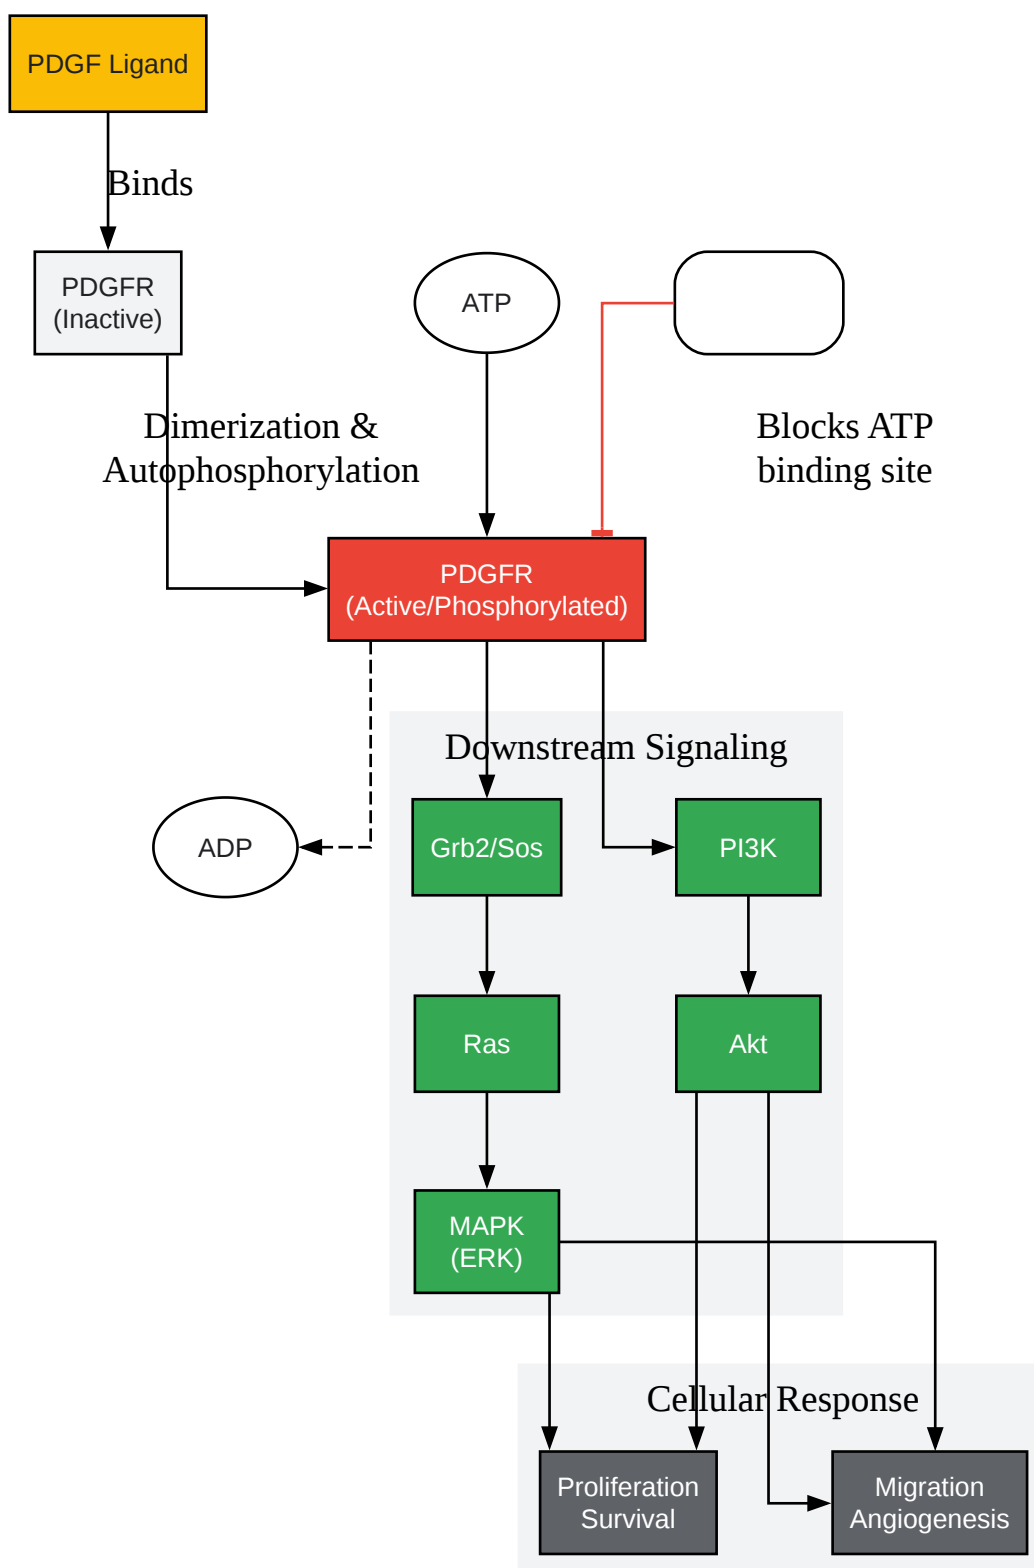 PDGF Ligand
Binds
PDGFR
(Inactive)
ATP
Dimerization &
Autophosphorylation
Blocks ATP
binding site
PDGFR
(Active/Phosphorylated)
Downstream Signaling
ADP
Grb2/Sos
PI3K
Ras
Akt
MAPK
(ERK)
Cellular Response
Proliferation
Survival
Migration
Angiogenesis